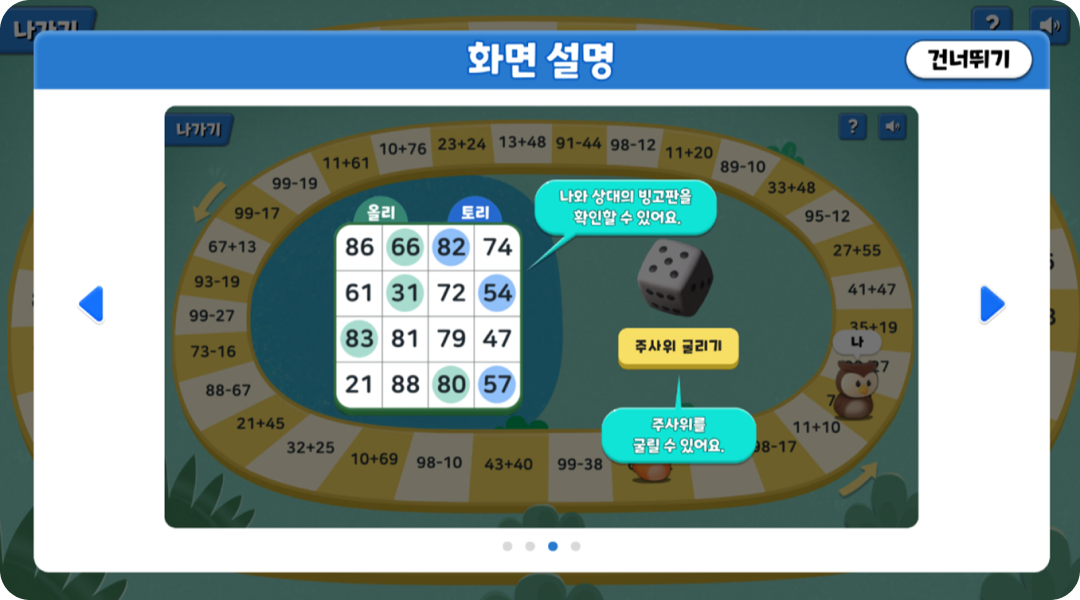 나가기
?
화면 설명
건너뛰기
나가기
?
23+24
13+48
91-44
98-12
10+76
11+20
11+61
89-10
99-19
33+48
99-17
95-12
67+13
27+55
93-19
41+47
99-27
35+19
73-16
88-67
21+45
11+10
32+25
98-17
10+69
98-10
43+40
99-38
올리
토리
86 66 82 74
61 31 72 54
83 81 79 47
21 88 80 57
나와 상대의 빙고판을
확인할 수 있어요.
주사위 굴리기
나
주사위를
굴릴 수 있어요.